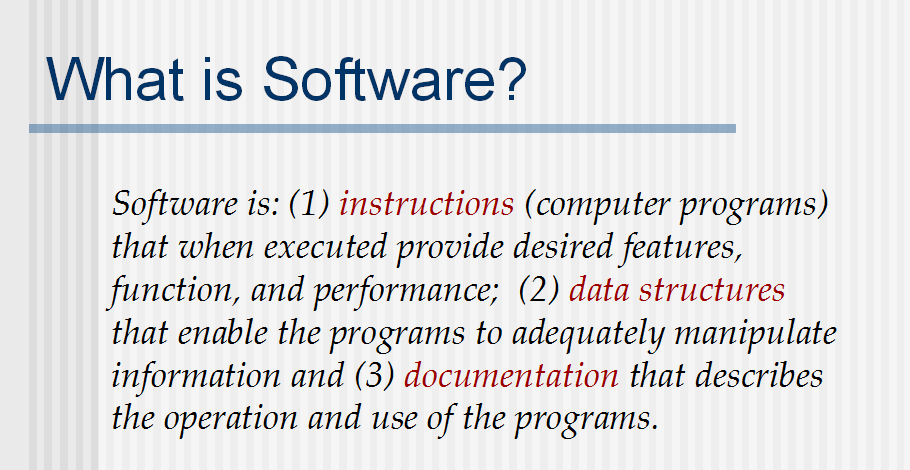 What is Software?
Software is: (1) instructions (computer programs)
that when executed provide desired features,
function, and performance;  (2) data structures
that enable the programs to adequately manipulate
information and (3) documentation that describes
the operation and use of the programs.